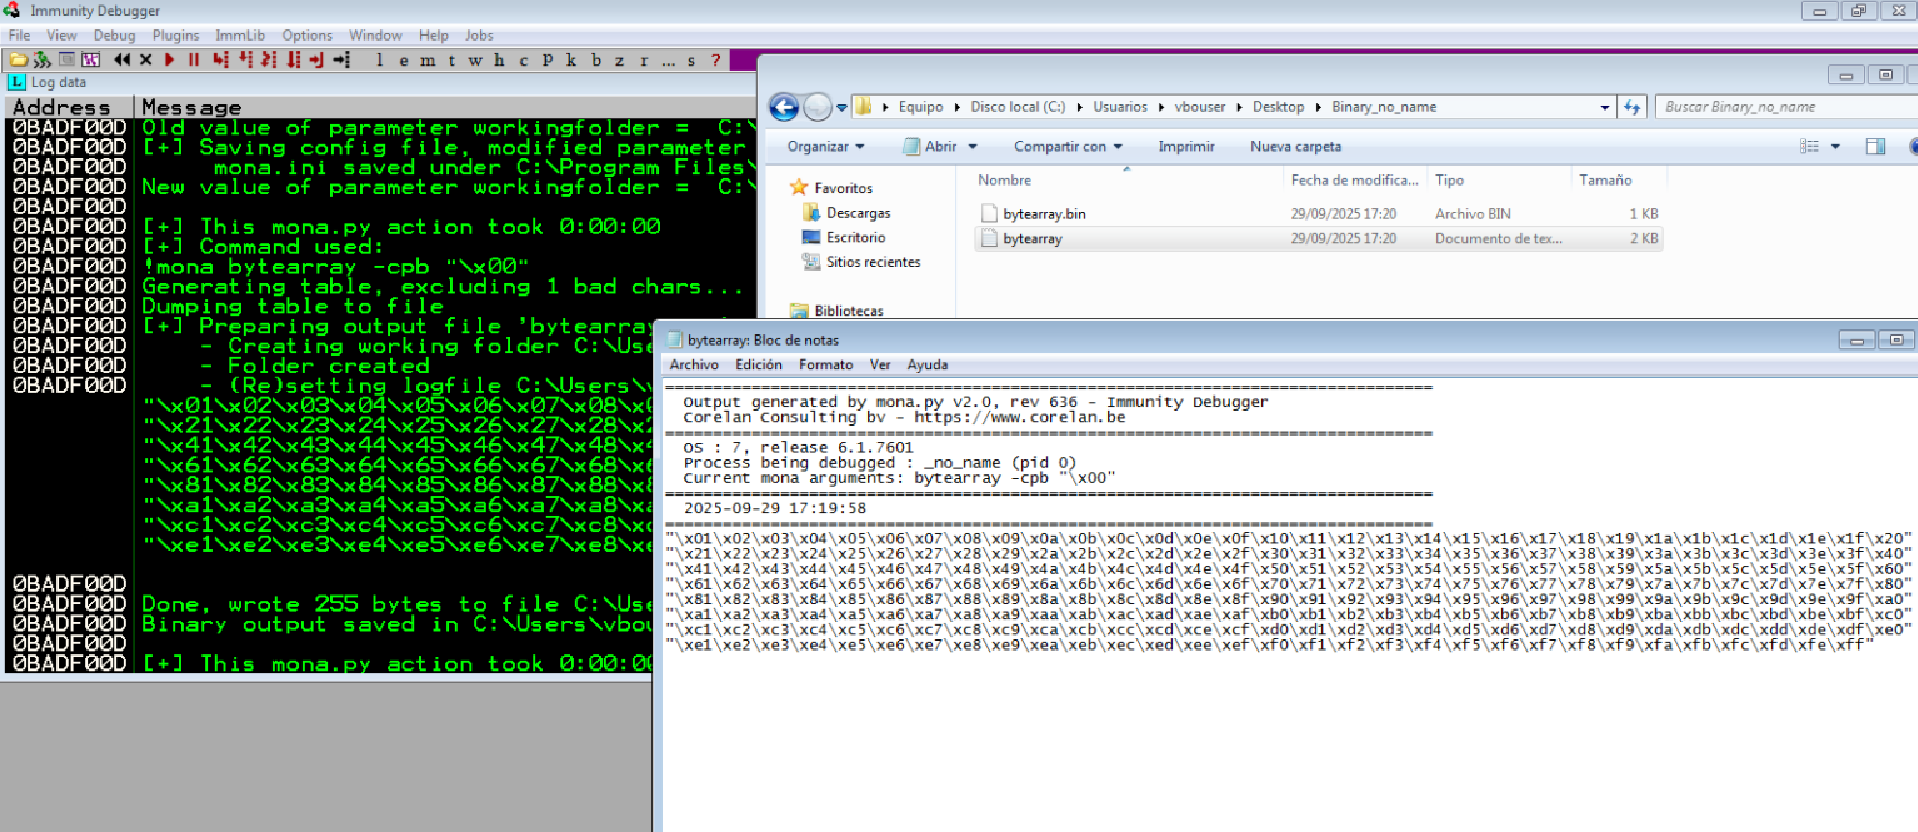 Immunity Debugger
File View Debug Plugins ImmLib Options Window Help Jobs
l e m t w h c P k b z r ... s ?
Log data
Address Message
0BADF00D Old value of parameter workingfolder = C:\
0BADF00D [+] Saving config file, modified parameter
0BADF00D mona.ini saved under C:\Program Files\
0BADF00D New value of parameter workingfolder = C:\
0BADF00D
0BADF00D [+] This mona.py action took 0:00:00
0BADF00D [+] Command used:
0BADF00D !mona bytearray -cpb "\x00"
0BADF00D Generating table, excluding 1 bad chars...
0BADF00D Dumping table to file
0BADF00D [+] Preparing output file 'bytearray
0BADF00D - Creating working folder C:\Use
0BADF00D - Folder created
0BADF00D - (Re)setting logfile C:\Users\v
"\x01\x02\x03\x04\x05\x06\x07\x08\x0
"\x21\x22\x23\x24\x25\x26\x27\x28\x2
"\x41\x42\x43\x44\x45\x46\x47\x48\x4
"\x61\x62\x63\x64\x65\x66\x67\x68\x6
"\x81\x82\x83\x84\x85\x86\x87\x88\x8
"\xa1\xa2\xa3\xa4\xa5\xa6\xa7\xa8\xa
"\xc1\xc2\xc3\xc4\xc5\xc6\xc7\xc8\xc
"\xe1\xe2\xe3\xe4\xe5\xe6\xe7\xe8\xe
0BADF00D
0BADF00D Done, wrote 255 bytes to file C:\Use
0BADF00D Binary output saved in C:\Users\vbou
0BADF00D
0BADF00D [+] This mona.py action took 0:00:00
Equipo Disco local (C:) Usuarios vbouser Desktop Binary_no_name Buscar Binary_no_name
Organizar Abrir Compartir con Imprimir Nueva carpeta
Favoritos
Descargas
Escritorio
Sitios recientes
Bibliotecas
Nombre Fecha de modifica... Tipo Tamaño
bytearray.bin 29/09/2025 17:20 Archivo BIN 1 KB
bytearray 29/09/2025 17:20 Documento de tex... 2 KB
bytearray: Bloc de notas
Archivo Edición Formato Ver Ayuda
================================================================================
Output generated by mona.py v2.0, rev 636 - Immunity Debugger
Corelan Consulting bv - https://www.corelan.be
================================================================================
OS : 7, release 6.1.7601
Process being debugged : _no_name (pid 0)
Current mona arguments: bytearray -cpb "\x00"
================================================================================
2025-09-29 17:19:58
================================================================================
"\x01\x02\x03\x04\x05\x06\x07\x08\x09\x0a\x0b\x0c\x0d\x0e\x0f\x10\x11\x12\x13\x14\x15\x16\x17\x18\x19\x1a\x1b\x1c\x1d\x1e\x1f\x20"
"\x21\x22\x23\x24\x25\x26\x27\x28\x29\x2a\x2b\x2c\x2d\x2e\x2f\x30\x31\x32\x33\x34\x35\x36\x37\x38\x39\x3a\x3b\x3c\x3d\x3e\x3f\x40"
"\x41\x42\x43\x44\x45\x46\x47\x48\x49\x4a\x4b\x4c\x4d\x4e\x4f\x50\x51\x52\x53\x54\x55\x56\x57\x58\x59\x5a\x5b\x5c\x5d\x5e\x5f\x60"
"\x61\x62\x63\x64\x65\x66\x67\x68\x69\x6a\x6b\x6c\x6d\x6e\x6f\x70\x71\x72\x73\x74\x75\x76\x77\x78\x79\x7a\x7b\x7c\x7d\x7e\x7f\x80"
"\x81\x82\x83\x84\x85\x86\x87\x88\x89\x8a\x8b\x8c\x8d\x8e\x8f\x90\x91\x92\x93\x94\x95\x96\x97\x98\x99\x9a\x9b\x9c\x9d\x9e\x9f\xa0"
"\xa1\xa2\xa3\xa4\xa5\xa6\xa7\xa8\xa9\xaa\xab\xac\xad\xae\xaf\xb0\xb1\xb2\xb3\xb4\xb5\xb6\xb7\xb8\xb9\xba\xbb\xbc\xbd\xbe\xbf\xc0"
"\xc1\xc2\xc3\xc4\xc5\xc6\xc7\xc8\xc9\xca\xcb\xcc\xcd\xce\xcf\xd0\xd1\xd2\xd3\xd4\xd5\xd6\xd7\xd8\xd9\xda\xdb\xdc\xdd\xde\xdf\xe0"
"\xe1\xe2\xe3\xe4\xe5\xe6\xe7\xe8\xe9\xea\xeb\xec\xed\xee\xef\xf0\xf1\xf2\xf3\xf4\xf5\xf6\xf7\xf8\xf9\xfa\xfb\xfc\xfd\xfe\xff"